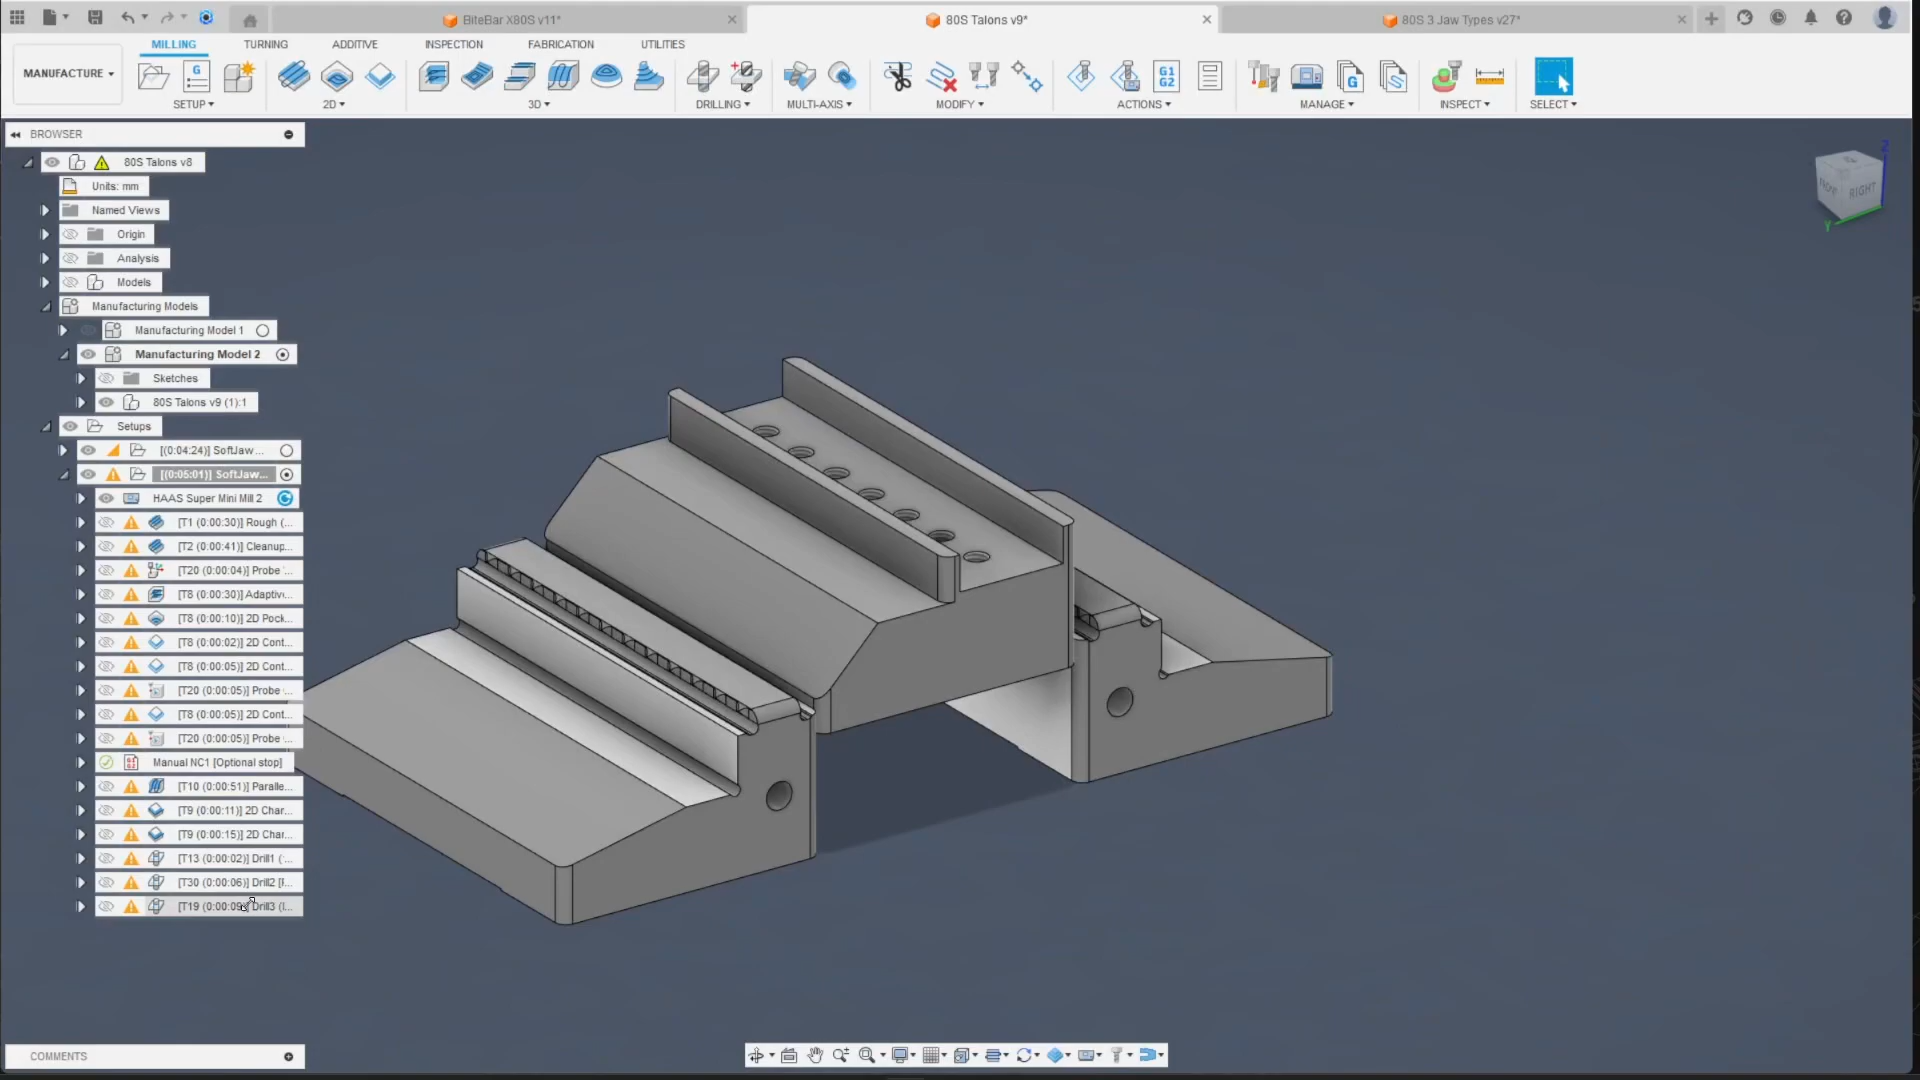 BiteBar X80S v11*
80S Talons v9*
80S 3 Jaw Types v27*
MILLING TURNING ADDITIVE INSPECTION FABRICATION UTILITIES
MANUFACTURE
SETUP 2D 3D DRILLING MULTI-AXIS MODIFY ACTIONS MANAGE INSPECT SELECT
G
G1
G2
G
BROWSER
80S Talons v8
Units: mm
Named Views
Origin
Analysis
Models
Manufacturing Models
Manufacturing Model 1
Manufacturing Model 2
Sketches
80S Talons v9 (1):1
Setups
[(0:04:24)] SoftJaw...
[(0:05:01)] SoftJaw...
HAAS Super Mini Mill 2
[T1 (0:00:30)] Rough (...
[T2 (0:00:41)] Cleanup...
[T20 (0:00:04)] Probe ...
[T8 (0:00:30)] Adaptiv...
[T8 (0:00:10)] 2D Pock...
[T8 (0:00:02)] 2D Cont...
[T8 (0:00:05)] 2D Cont...
[T20 (0:00:05)] Probe ...
[T8 (0:00:05)] 2D Cont...
[T20 (0:00:05)] Probe ...
Manual NC1 [Optional stop]
[T10 (0:00:51)] Paralle...
[T9 (0:00:11)] 2D Char...
[T9 (0:00:15)] 2D Char...
[T13 (0:00:02)] Drill1 (...
[T30 (0:00:06)] Drill2 [...
[T19 (0:00:09 Drill3 (...
COMMENTS
Z
FRONT
RIGHT
Y